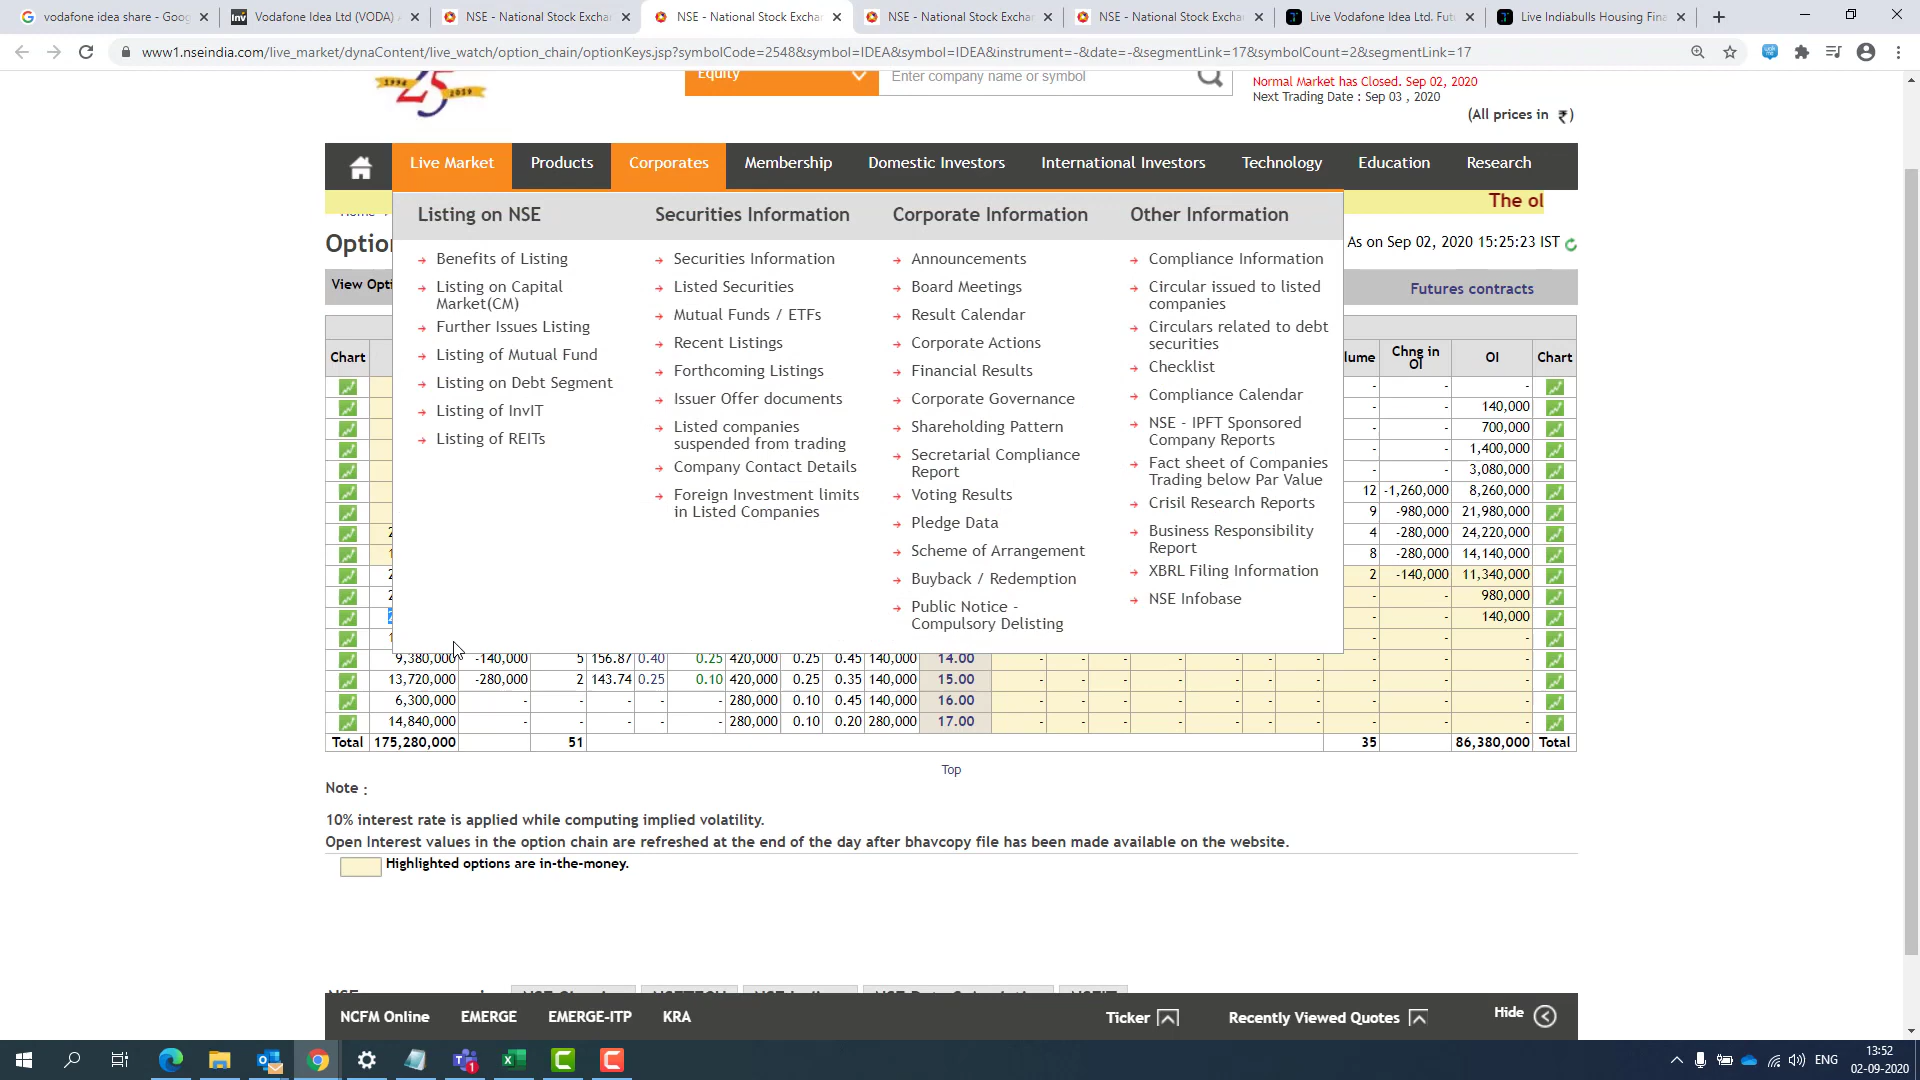 vodafone idea share - Goog
Vodafone Idea Ltd (VODA)
NSE - National Stock Exchan
NSE - National Stock Exchan
NSE - National Stock Exchan
NSE - National Stock Exchan
Live Vodafone Idea Ltd. Fut
Live Indiabulls Housing Fina
www1.nseindia.com/live_market/dynaContent/live_watch/option_chain/optionKeys.jsp?symbolCode=2548&symbol=IDEA&symbol=IDEA&instrument=-&date=-&segmentLink=17&symbolCount=2&segmentLink=17
1994 25 2019
Equity
Enter company name or symbol
Normal Market has Closed. Sep 02, 2020
Next Trading Date : Sep 03 , 2020
(All prices in ₹)
Live Market Products Corporates Membership Domestic Investors International Investors Technology Education Research
Home
The ol
Optio
As on Sep 02, 2020 15:25:23 IST
View Opti
Futures contracts
Listing on NSE
Benefits of Listing
Listing on Capital
Market(CM)
Further Issues Listing
Listing of Mutual Fund
Listing on Debt Segment
Listing of InvIT
Listing of REITs
Securities Information
Securities Information
Listed Securities
Mutual Funds / ETFs
Recent Listings
Forthcoming Listings
Issuer Offer documents
Listed companies
suspended from trading
Company Contact Details
Foreign Investment limits
in Listed Companies
Corporate Information
Announcements
Board Meetings
Result Calendar
Corporate Actions
Financial Results
Corporate Governance
Shareholding Pattern
Secretarial Compliance
Report
Voting Results
Pledge Data
Scheme of Arrangement
Buyback / Redemption
Public Notice -
Compulsory Delisting
Other Information
Compliance Information
Circular issued to listed
companies
Circulars related to debt
securities
Checklist
Compliance Calendar
NSE - IPFT Sponsored
Company Reports
Fact sheet of Companies
Trading below Par Value
Crisil Research Reports
Business Responsibility
Report
XBRL Filing Information
NSE Infobase
Chart
lume Chng in OI OI Chart
- - -
- - 140,000
- - 700,000
- - 1,400,000
- - 3,080,000
12 -1,260,000 8,260,000
9 -980,000 21,980,000
4 -280,000 24,220,000
8 -280,000 14,140,000
2 -140,000 11,340,000
- - 980,000
- - 140,000
- - -
9,380,000 -140,000 5 156.87 0.40 0.25 420,000 0.25 0.45 140,000 14.00 - - - - - - - - - -
13,720,000 -280,000 2 143.74 0.25 0.10 420,000 0.25 0.35 140,000 15.00 - - - - - - - - - -
6,300,000 - - - - - 280,000 0.10 0.45 140,000 16.00 - - - - - - - - - -
14,840,000 - - - - - 280,000 0.10 0.20 280,000 17.00 - - - - - - - - - -
Total 175,280,000 51 35 86,380,000 Total
Top
Note :
10% interest rate is applied while computing implied volatility.
Open Interest values in the option chain are refreshed at the end of the day after bhavcopy file has been made available on the website.
Highlighted options are in-the-money.
NCFM Online EMERGE EMERGE-ITP KRA
Ticker Recently Viewed Quotes Hide
ENG
13:52
02-09-2020